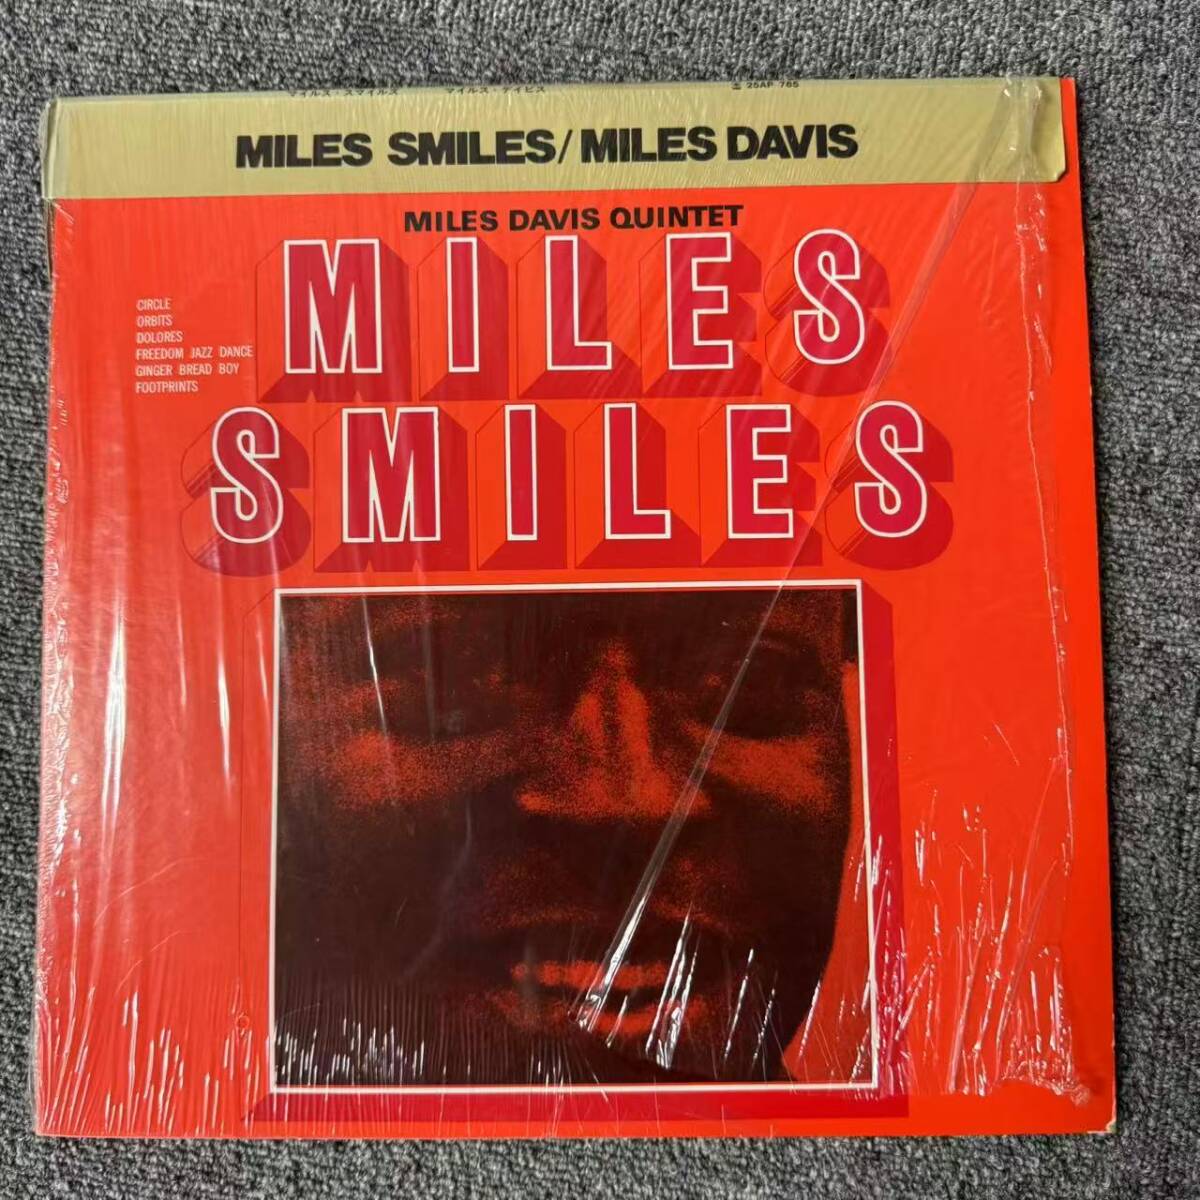 マイルス・スマイルズ マイルス・デイビス 25AP 765
MILES SMILES/MILES DAVIS
MILES DAVIS QUINTET
MILES
SMILES
CIRCLE
ORBITS
DOLORES
FREEDOM JAZZ DANCE
GINGER BREAD BOY
FOOTPRINTS